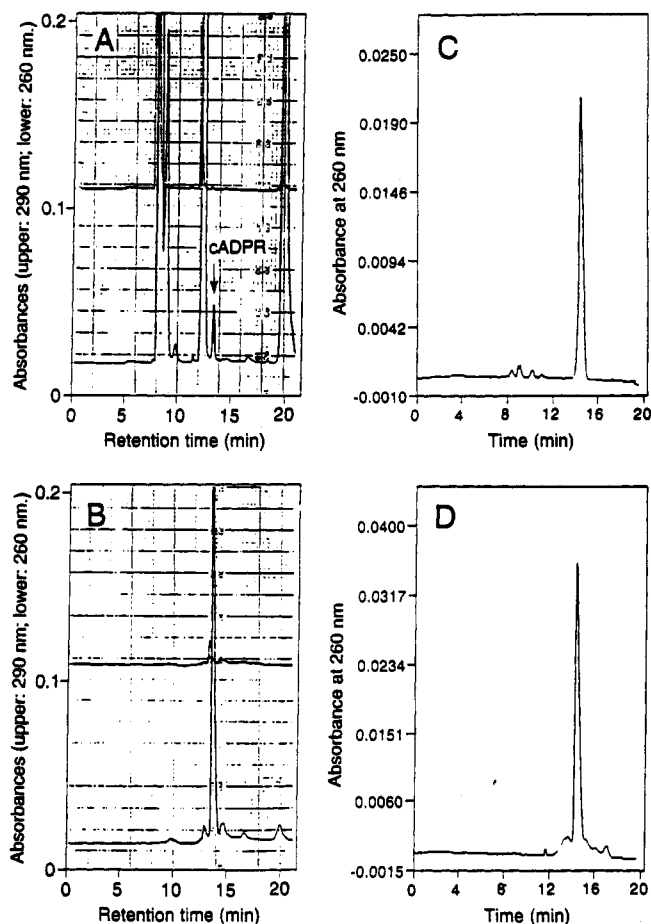 A
0.2
0.1
0
Absorbances (upper: 290 nm; lower: 260 nm.)
cADPR
0 5 10 15 20
Retention time (min)
C
0.0250
0.0190
0.0146
0.0094
0.0042
-0.0010
Absorbance at 260 nm
0 4 8 12 16 20
Time (min)
B
0.2
0.1
0
Absorbances (upper: 290 nm; lower: 260 nm.)
0 5 10 15 20
Retention time (min)
D
0.0400
0.0317
0.0234
0.0151
0.0060
-0.0015
Absorbance at 260 nm
0 4 8 12 16 20
Time (min)